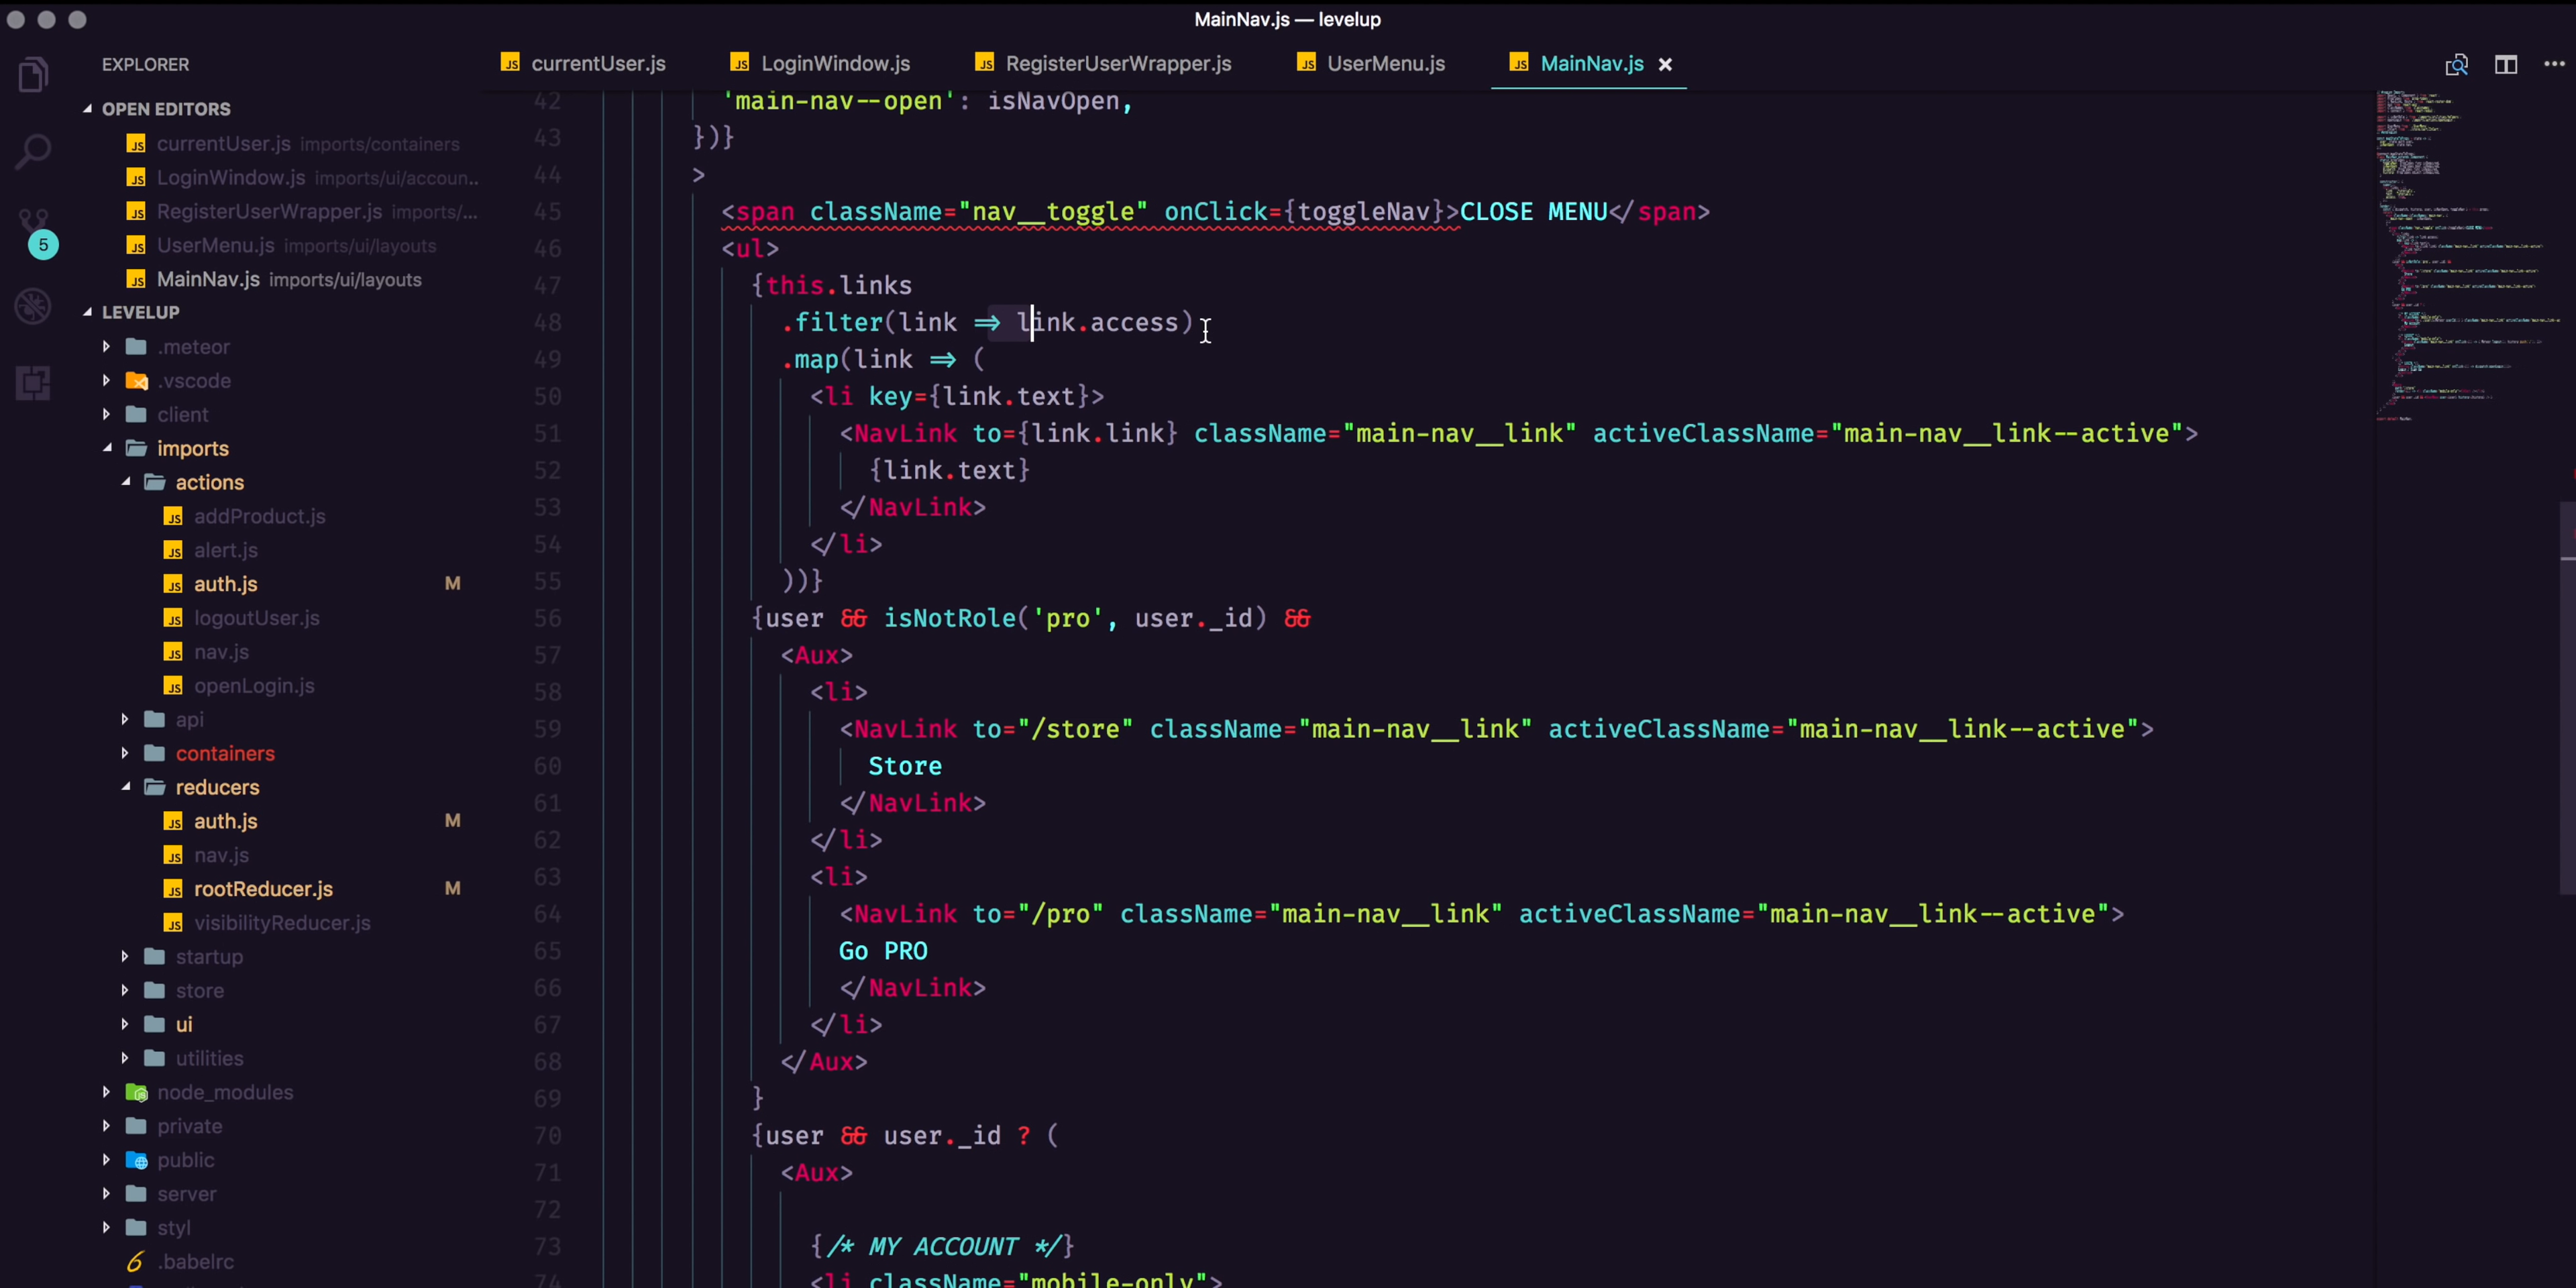 MainNav.js — levelup
EXPLORER
OPEN EDITORS
currentUser.js imports/containers
LoginWindow.js imports/ui/accoun...
RegisterUserWrapper.js imports/...
UserMenu.js imports/ui/layouts
MainNav.js imports/ui/layouts
5
LEVELUP
.meteor
.vscode
client
imports
actions
addProduct.js
alert.js
auth.js M
logoutUser.js
nav.js
openLogin.js
api
containers
reducers
auth.js M
nav.js
rootReducer.js M
visibilityReducer.js
startup
store
ui
utilities
node_modules
private
public
server
styl
.babelrc
currentUser.js LoginWindow.js RegisterUserWrapper.js UserMenu.js MainNav.js
42 'main-nav--open': isNavOpen,
43 })}
44 >
45 <span className="nav__toggle" onClick={toggleNav}>CLOSE MENU</span>
46 <ul>
47 {this.links
48 .filter(link => link.access)
49 .map(link => (
50 <li key={link.text}>
51 <NavLink to={link.link} className="main-nav__link" activeClassName="main-nav__link--active">
52 {link.text}
53 </NavLink>
54 </li>
55 ))}
56 {user && isNotRole('pro', user._id) &&
57 <Aux>
58 <li>
59 <NavLink to="/store" className="main-nav__link" activeClassName="main-nav__link--active">
60 Store
61 </NavLink>
62 </li>
63 <li>
64 <NavLink to="/pro" className="main-nav__link" activeClassName="main-nav__link--active">
65 Go PRO
66 </NavLink>
67 </li>
68 </Aux>
69 }
70 {user && user._id ? (
71 <Aux>
72
73 {/* MY ACCOUNT */}
74 <li className="mobile-only">